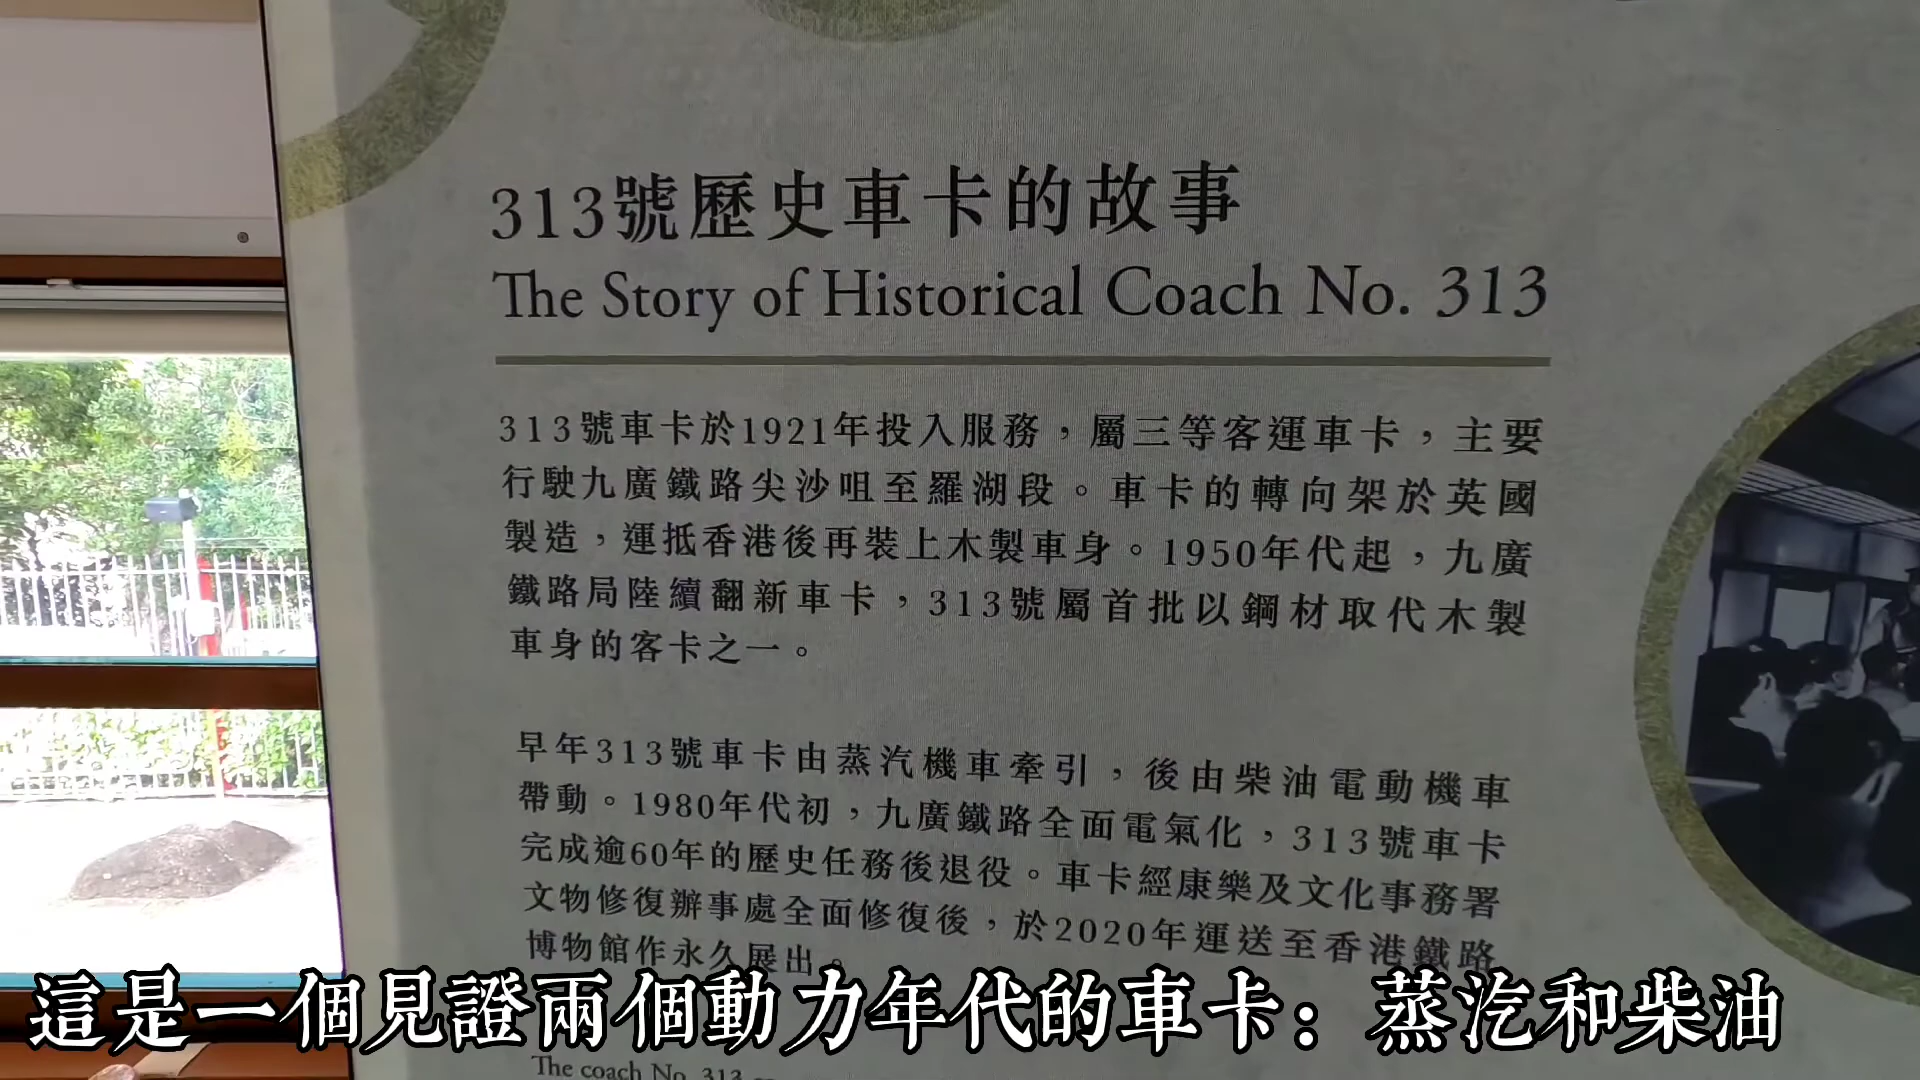 313號歷史車卡的故事
The Story of Historical Coach No. 313
313號車卡於1921年投入服務，屬三等客運車卡，主要
行駛九廣鐵路尖沙咀至羅湖段。車卡的轉向架於英國
製造，運抵香港後再裝上木製車身。1950年代起，九廣
鐵路局陸續翻新車卡，313號屬首批以鋼材取代木製
車身的客卡之一。
早年313號車卡由蒸汽機車牽引，後由柴油電動機車
帶動。1980年代初，九廣鐵路全面電氣化，313號車卡
完成逾60年的歷史任務後退役。車卡經康樂及文化事務署
文物修復辦事處全面修復後，於2020年運送至香港鐵路
博物館作永久展出。
這是一個見證兩個動力年代的車卡：蒸汔和柴油
The coach No. 313